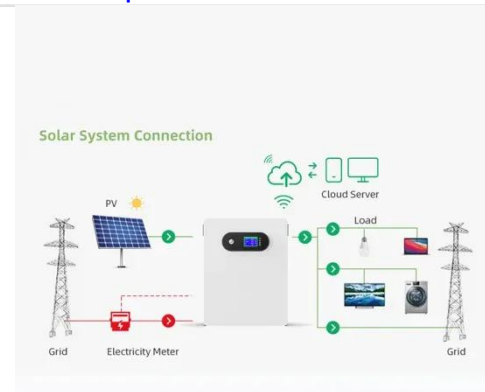 Solar System Connection
Cloud Server
PV
Load
Grid
Electricity Meter
Grid